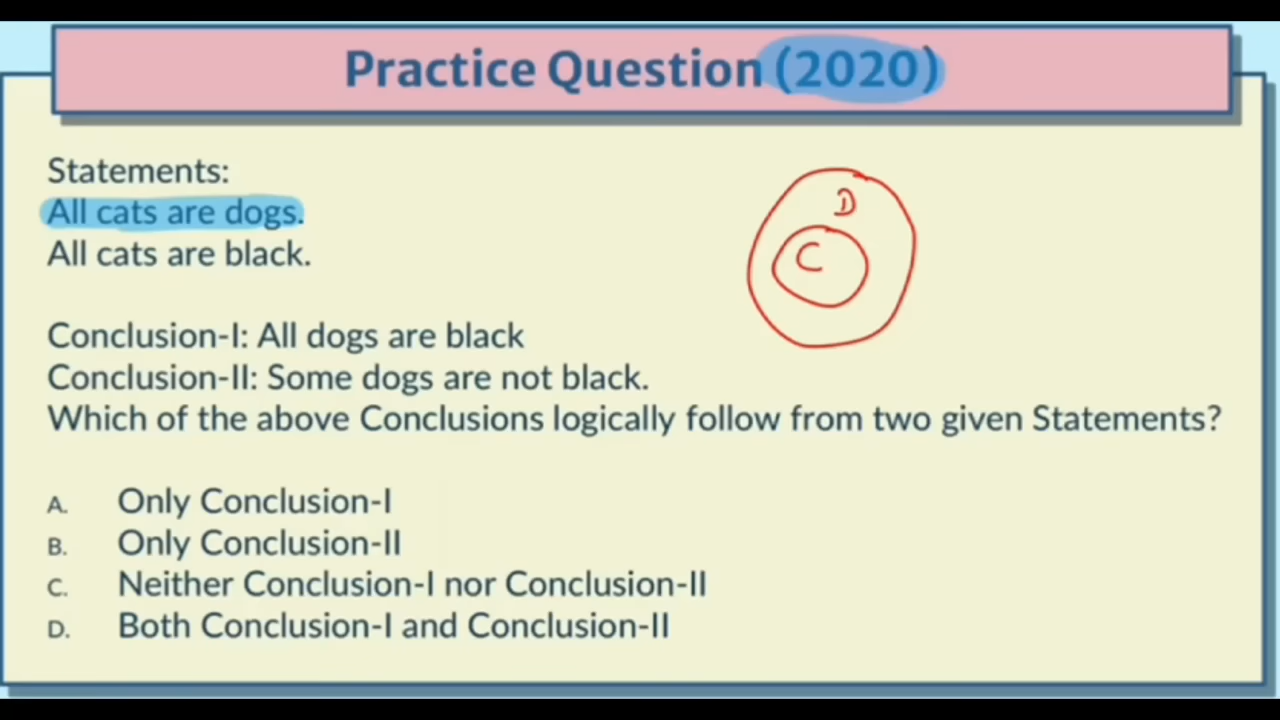 Practice Question (2020)
Statements:
All cats are dogs.
All cats are black.
D
C
Conclusion-I: All dogs are black
Conclusion-II: Some dogs are not black.
Which of the above Conclusions logically follow from two given Statements?
A. Only Conclusion-I
B. Only Conclusion-II
C. Neither Conclusion-I nor Conclusion-II
D. Both Conclusion-I and Conclusion-II